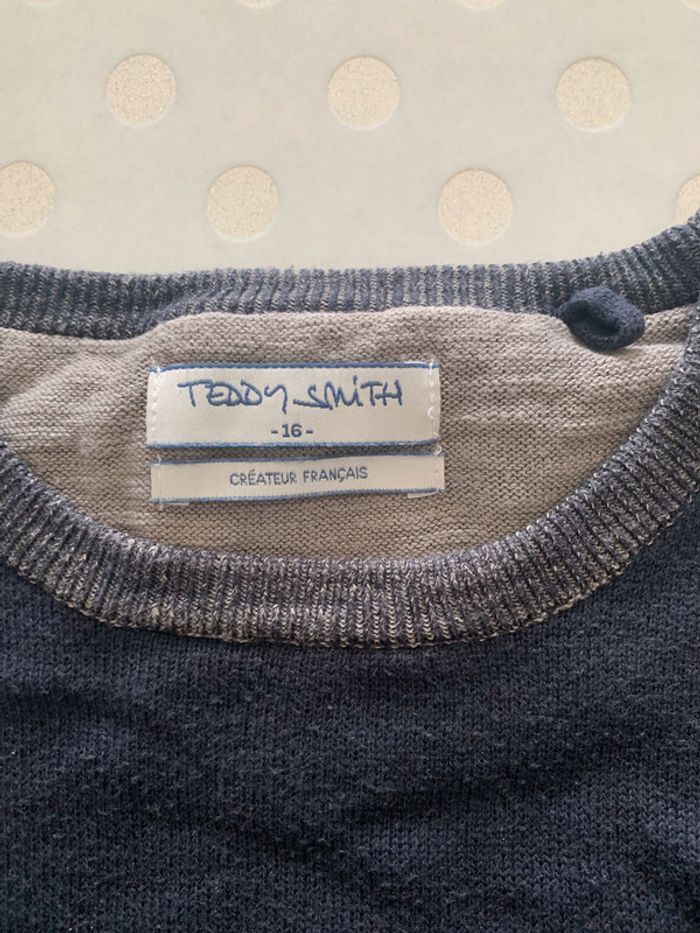 TEDDY SMITH
-16-
CRÉATEUR FRANÇAIS